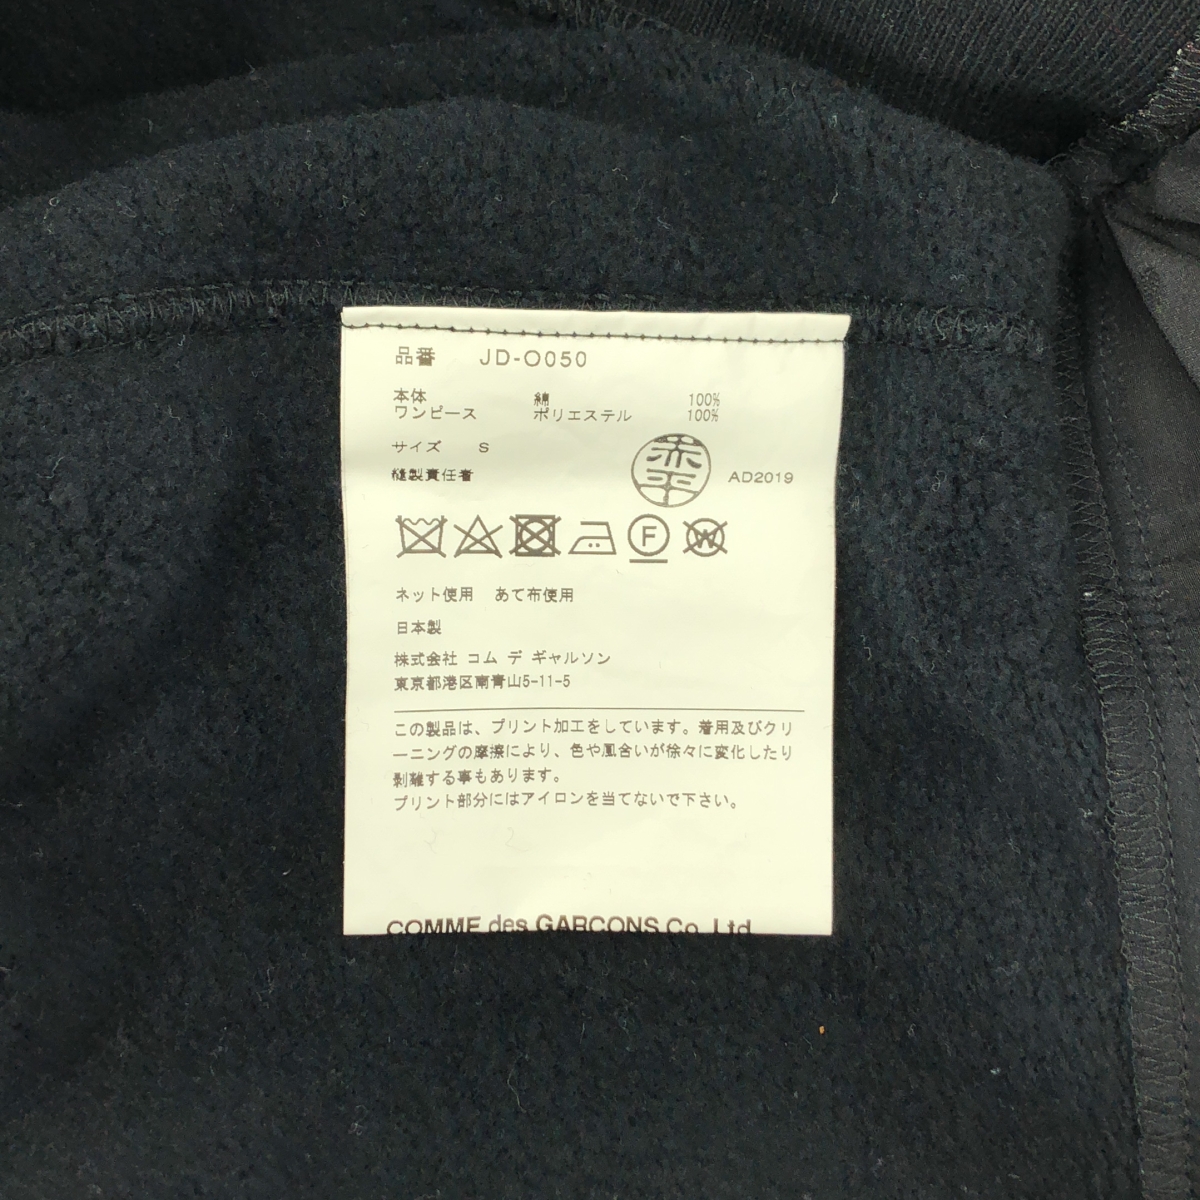 品番 JD-O050
本体 綿 100%
ワンピース ポリエステル 100%
サイズ S
縫製責任者 赤平 AD2019
F W
ネット使用 あて布使用
日本製
株式会社 コム デ ギャルソン
東京都港区南青山5-11-5
この製品は、プリント加工をしています。着用及びクリ
ーニングの摩擦により、色や風合いが徐々に変化したり
剥離する事もあります。
プリント部分にはアイロンを当てないで下さい。
COMME des GARCONS Co. Ltd